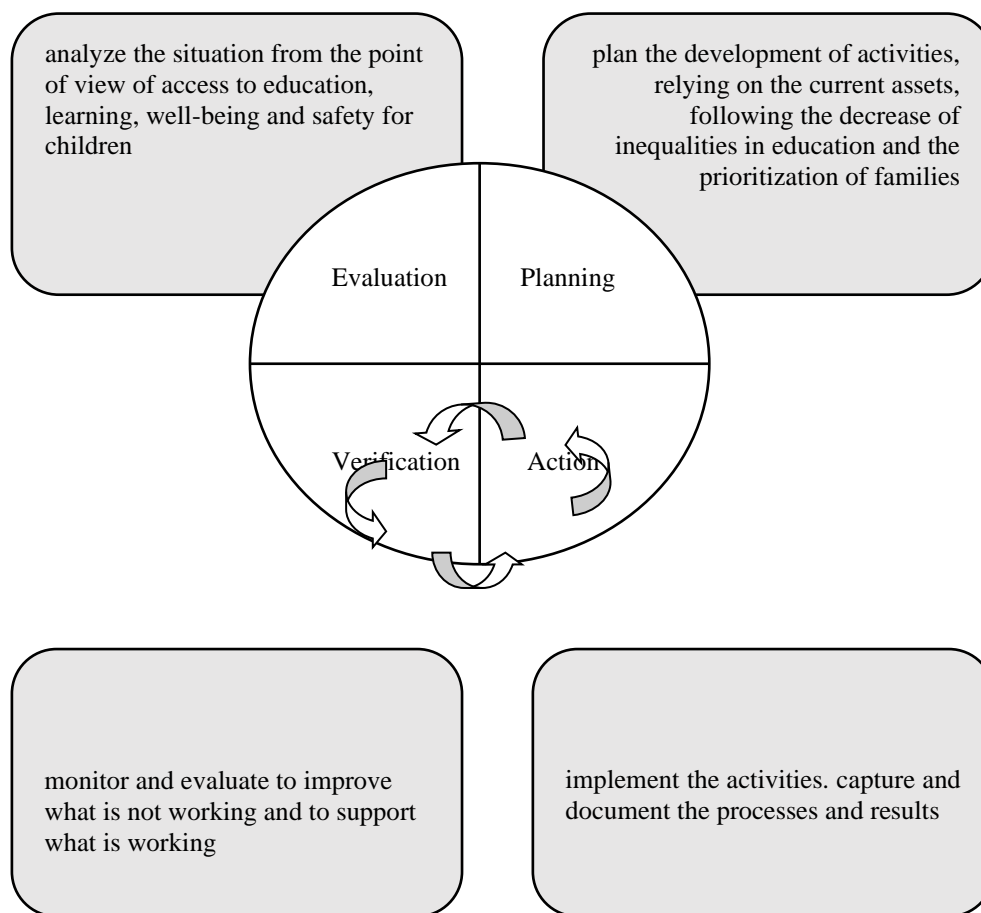 analyze the situation from the point
of view of access to education,
learning, well-being and safety for
children
plan the development of activities,
relying on the current assets,
following the decrease of
inequalities in education and the
prioritization of families
Evaluation
Planning
Verification
Action
monitor and evaluate to improve
what is not working and to support
what is working
implement the activities. capture and
document the processes and results